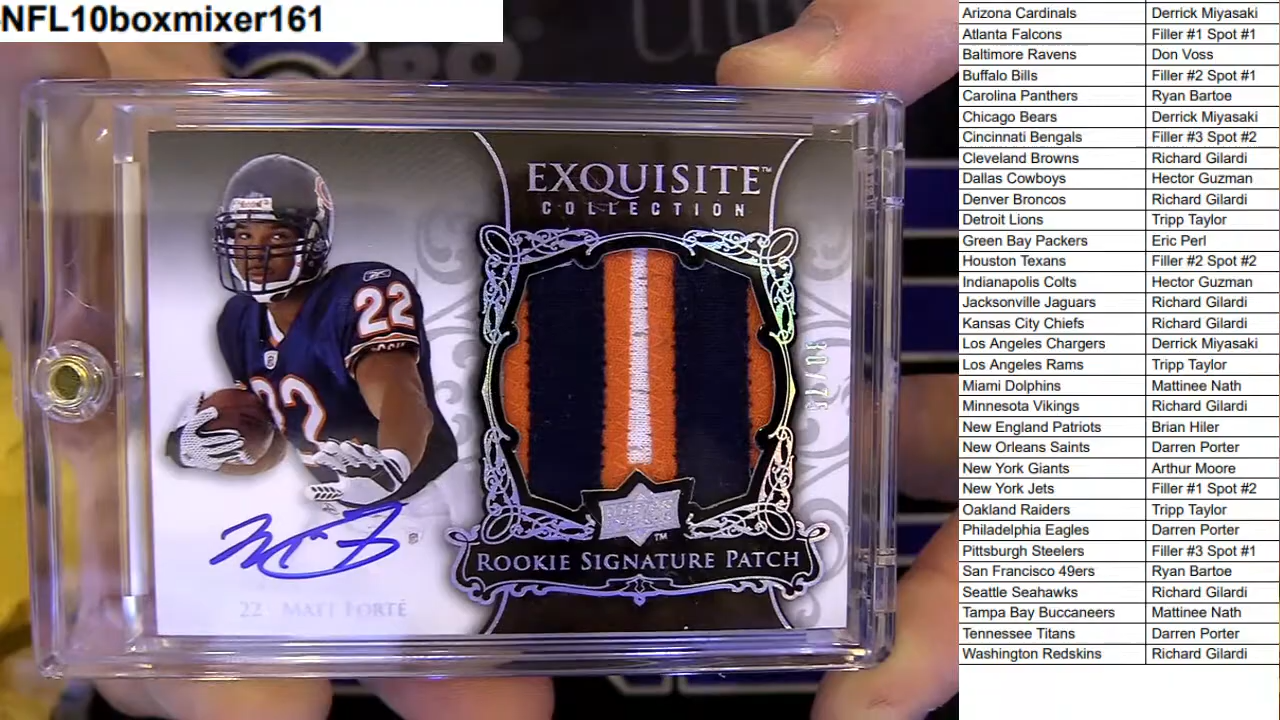 NFL10boxmixer161
EXQUISITE™
COLLECTION
22
22
30/75
ROOKIE SIGNATURE PATCH
22 MATT FORTÉ
Arizona Cardinals Derrick Miyasaki
Atlanta Falcons Filler #1 Spot #1
Baltimore Ravens Don Voss
Buffalo Bills Filler #2 Spot #1
Carolina Panthers Ryan Bartoe
Chicago Bears Derrick Miyasaki
Cincinnati Bengals Filler #3 Spot #2
Cleveland Browns Richard Gilardi
Dallas Cowboys Hector Guzman
Denver Broncos Richard Gilardi
Detroit Lions Tripp Taylor
Green Bay Packers Eric Perl
Houston Texans Filler #2 Spot #2
Indianapolis Colts Hector Guzman
Jacksonville Jaguars Richard Gilardi
Kansas City Chiefs Richard Gilardi
Los Angeles Chargers Derrick Miyasaki
Los Angeles Rams Tripp Taylor
Miami Dolphins Mattinee Nath
Minnesota Vikings Richard Gilardi
New England Patriots Brian Hiler
New Orleans Saints Darren Porter
New York Giants Arthur Moore
New York Jets Filler #1 Spot #2
Oakland Raiders Tripp Taylor
Philadelphia Eagles Darren Porter
Pittsburgh Steelers Filler #3 Spot #1
San Francisco 49ers Ryan Bartoe
Seattle Seahawks Richard Gilardi
Tampa Bay Buccaneers Mattinee Nath
Tennessee Titans Darren Porter
Washington Redskins Richard Gilardi